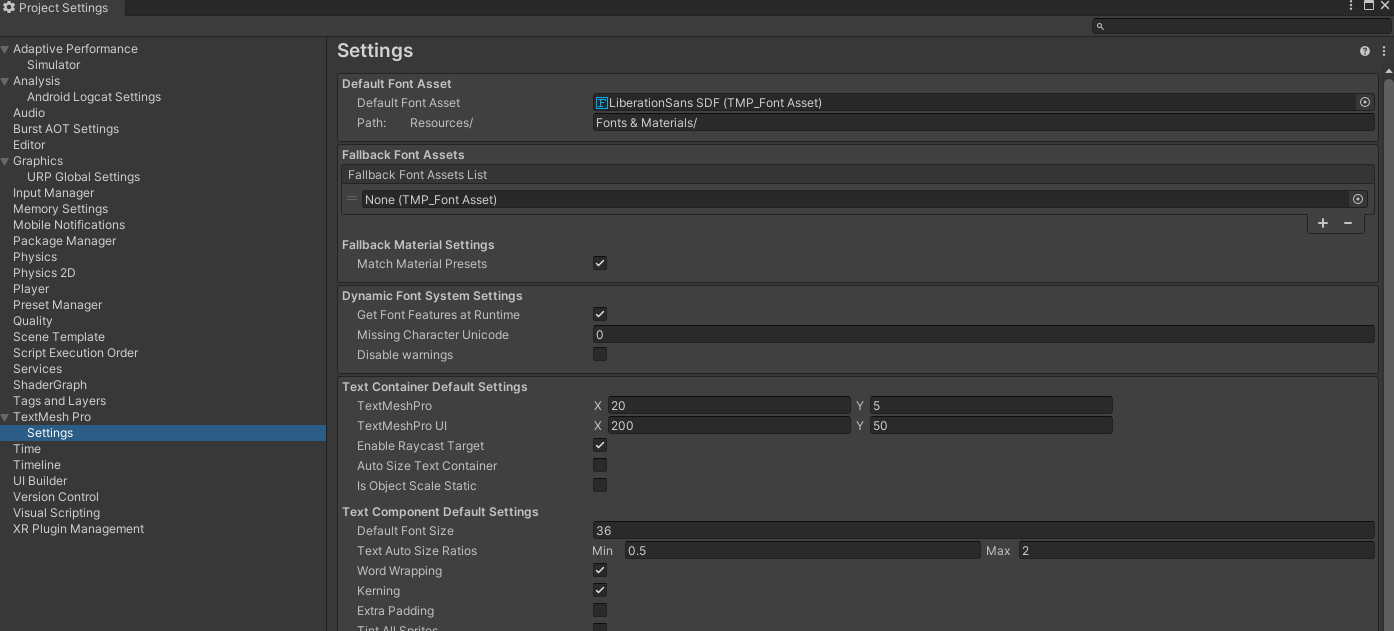 Project Settings
Adaptive Performance
Simulator
Analysis
Android Logcat Settings
Audio
Burst AOT Settings
Editor
Graphics
URP Global Settings
Input Manager
Memory Settings
Mobile Notifications
Package Manager
Physics
Physics 2D
Player
Preset Manager
Quality
Scene Template
Script Execution Order
Services
ShaderGraph
Tags and Layers
TextMesh Pro
Settings
Time
Timeline
UI Builder
Version Control
Visual Scripting
XR Plugin Management
Settings
Default Font Asset
Default Font Asset LiberationSans SDF (TMP_Font Asset)
Path: Resources/ Fonts & Materials/
Fallback Font Assets
Fallback Font Assets List
None (TMP_Font Asset)
Fallback Material Settings
Match Material Presets
Dynamic Font System Settings
Get Font Features at Runtime
Missing Character Unicode 0
Disable warnings
Text Container Default Settings
TextMeshPro X 20 Y 5
TextMeshPro UI X 200 Y 50
Enable Raycast Target
Auto Size Text Container
Is Object Scale Static
Text Component Default Settings
Default Font Size 36
Text Auto Size Ratios Min 0.5 Max 2
Word Wrapping
Kerning
Extra Padding
Tint All Sprites